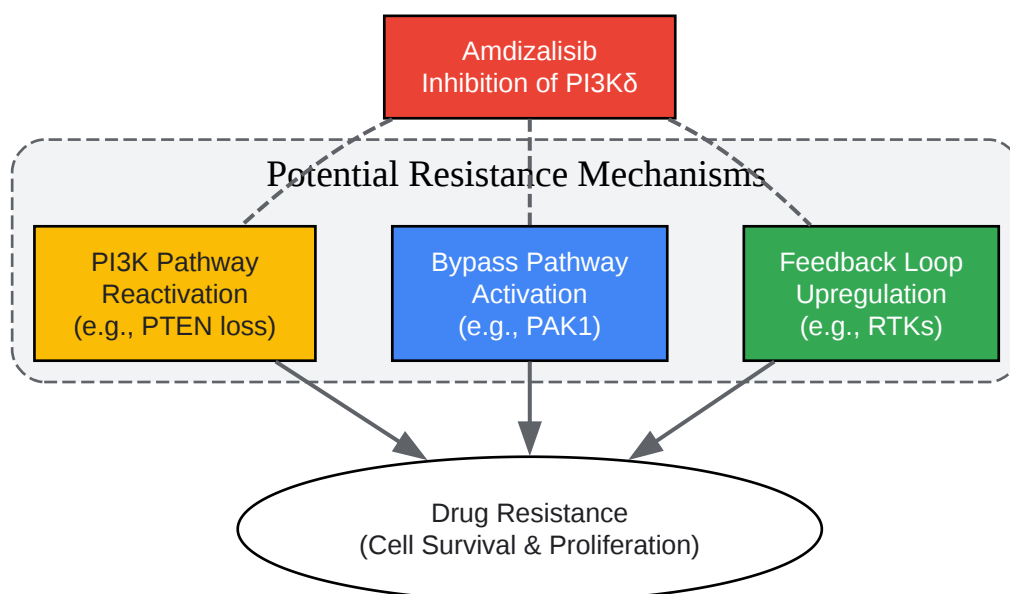 Amdizalisib
Inhibition of PI3Kδ
Potential Resistance Mechanisms
PI3K Pathway
Reactivation
(e.g., PTEN loss)
Bypass Pathway
Activation
(e.g., PAK1)
Feedback Loop
Upregulation
(e.g., RTKs)
Drug Resistance
(Cell Survival & Proliferation)